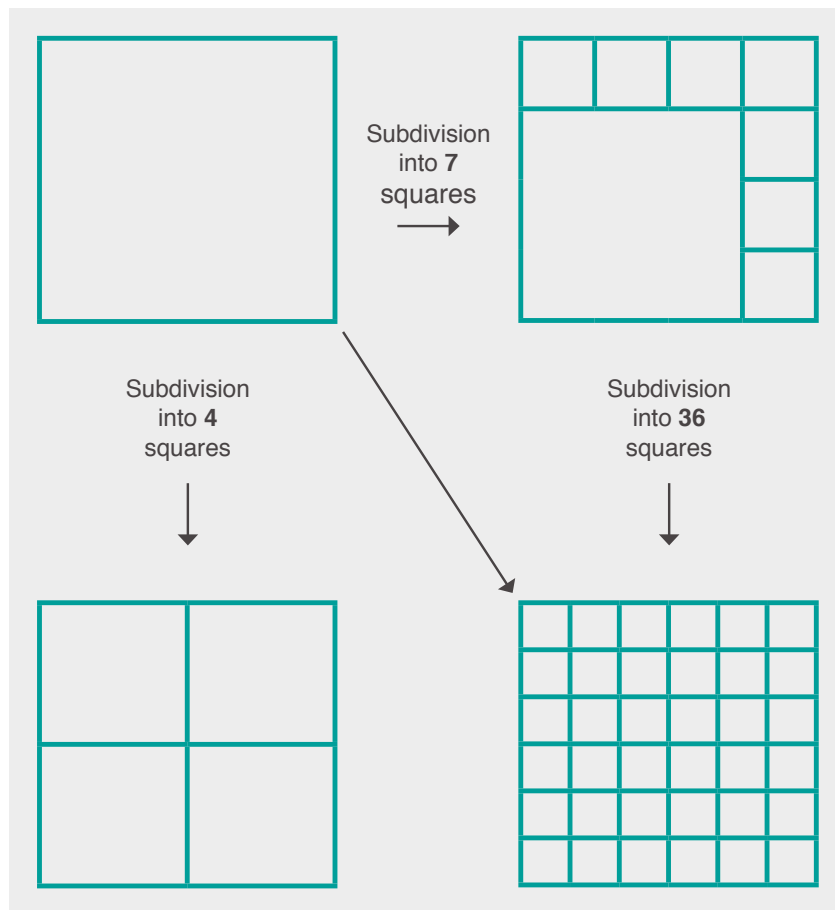 Subdivision
into 7
squares
Subdivision
into 4
squares
Subdivision
into 36
squares